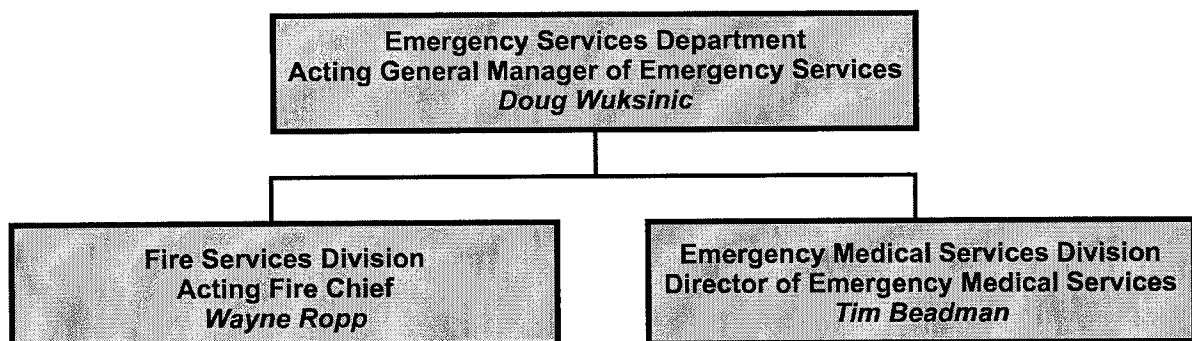 Emergency Services Department
Acting General Manager of Emergency Services
Doug Wuksinic
Fire Services Division
Acting Fire Chief
Wayne Ropp
Emergency Medical Services Division
Director of Emergency Medical Services
Tim Beadman